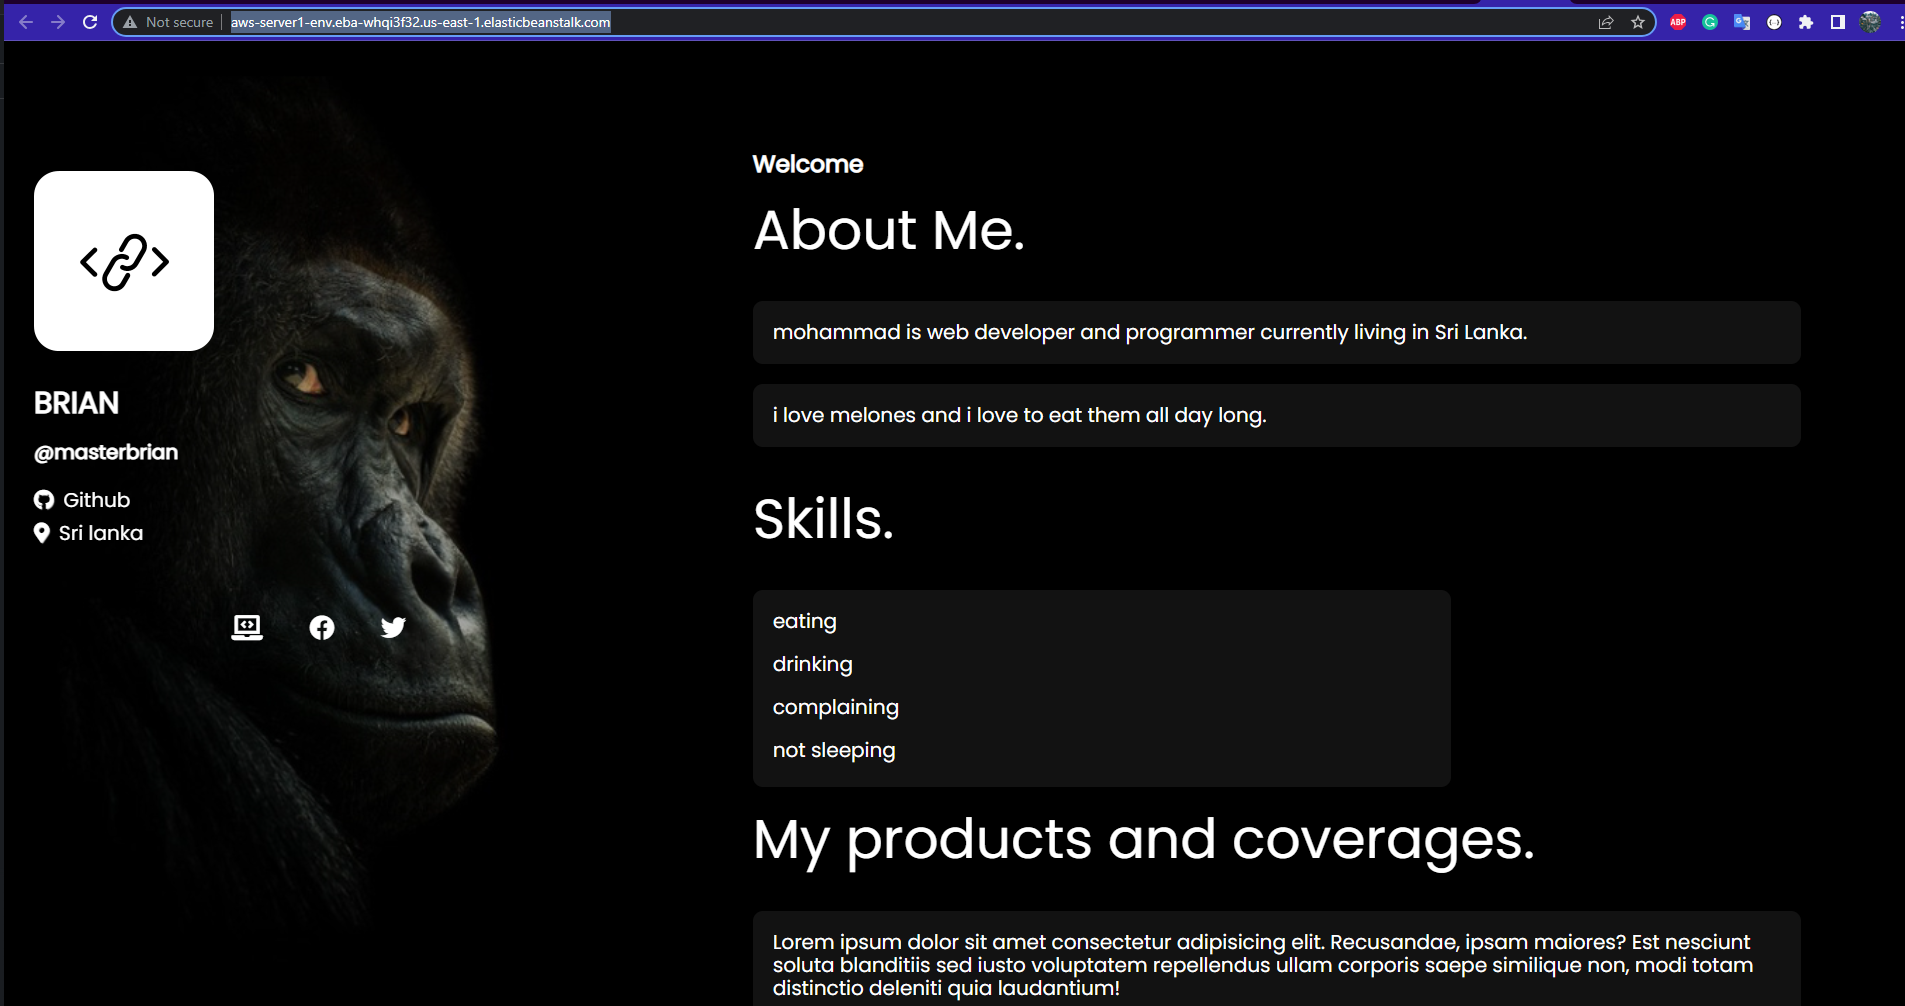 Not secure
aws-server1-env.eba-whqi3f32.us-east-1.elasticbeanstalk.com
ABP
BRIAN
@masterbrian
Github
Sri lanka
Welcome
About Me.
mohammad is web developer and programmer currently living in Sri Lanka.
i love melones and i love to eat them all day long.
Skills.
eating
drinking
complaining
not sleeping
My products and coverages.
Lorem ipsum dolor sit amet consectetur adipisicing elit. Recusandae, ipsam maiores? Est nesciunt
soluta blanditiis sed iusto voluptatem repellendus ullam corporis saepe similique non, modi totam
distinctio deleniti quia laudantium!